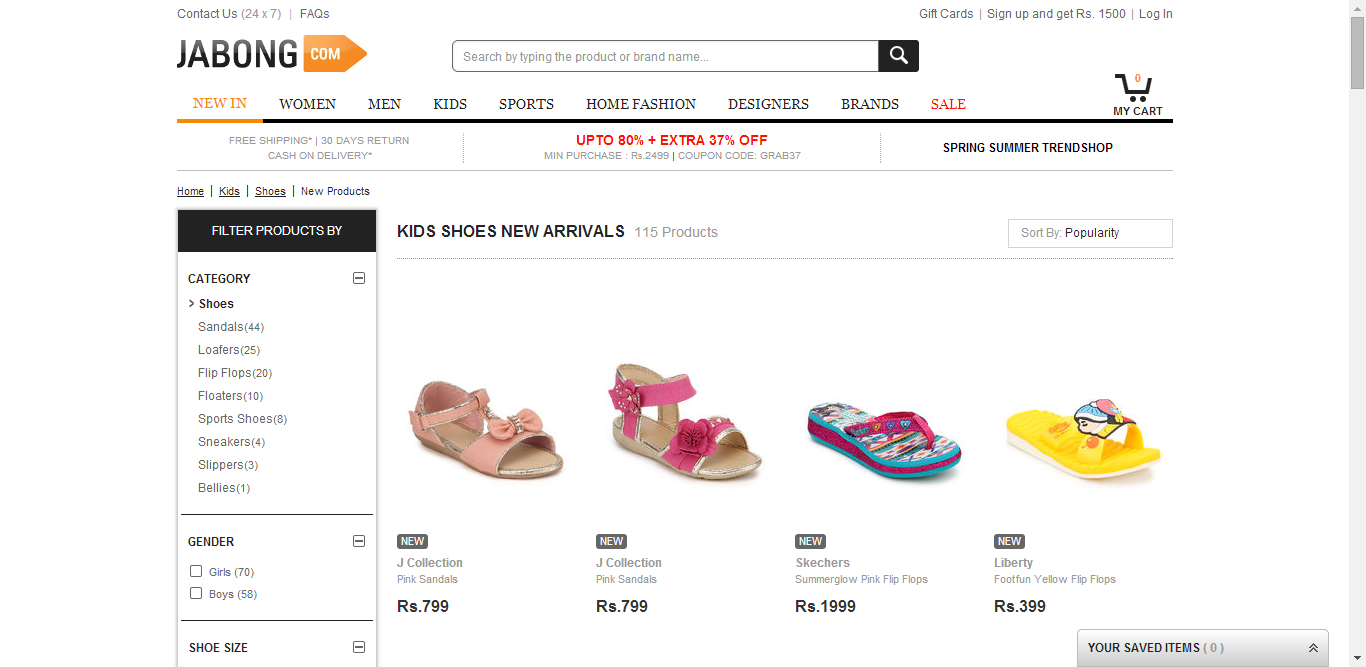 Contact Us (24 x 7) | FAQs
Gift Cards | Sign up and get Rs. 1500 | Log In
JABONG COM
Search by typing the product or brand name...
0
MY CART
NEW IN WOMEN MEN KIDS SPORTS HOME FASHION DESIGNERS BRANDS SALE
FREE SHIPPING* | 30 DAYS RETURN
CASH ON DELIVERY*
UPTO 80% + EXTRA 37% OFF
MIN PURCHASE : Rs.2499 | COUPON CODE: GRAB37
SPRING SUMMER TRENDSHOP
Home | Kids | Shoes | New Products
FILTER PRODUCTS BY
CATEGORY
> Shoes
Sandals(44)
Loafers(25)
Flip Flops(20)
Floaters(10)
Sports Shoes(8)
Sneakers(4)
Slippers(3)
Bellies(1)
GENDER
Girls (70)
Boys (58)
SHOE SIZE
KIDS SHOES NEW ARRIVALS 115 Products
Sort By: Popularity
NEW
J Collection
Pink Sandals
Rs.799
NEW
J Collection
Pink Sandals
Rs.799
NEW
Skechers
Summerglow Pink Flip Flops
Rs.1999
NEW
Liberty
Footfun Yellow Flip Flops
Rs.399
YOUR SAVED ITEMS ( 0 )